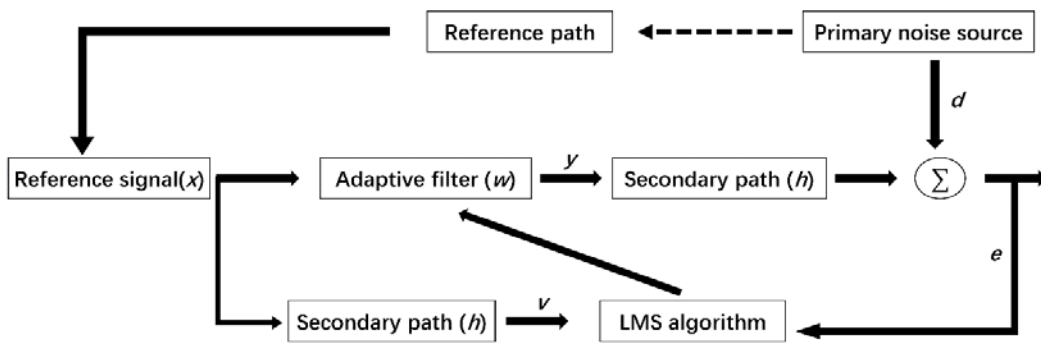 Reference path
Primary noise source
d
Reference signal(x)
Adaptive filter (w)
y
Secondary path (h)
Σ
e
Secondary path (h)
v
LMS algorithm